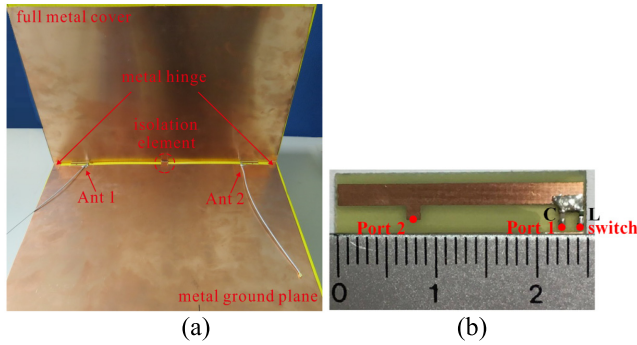 full metal cover
metal hinge
isolation
element
Ant 1
Ant 2
metal ground plane
(a)
C
L
Port 2
Port 1
switch
0
1
2
(b)